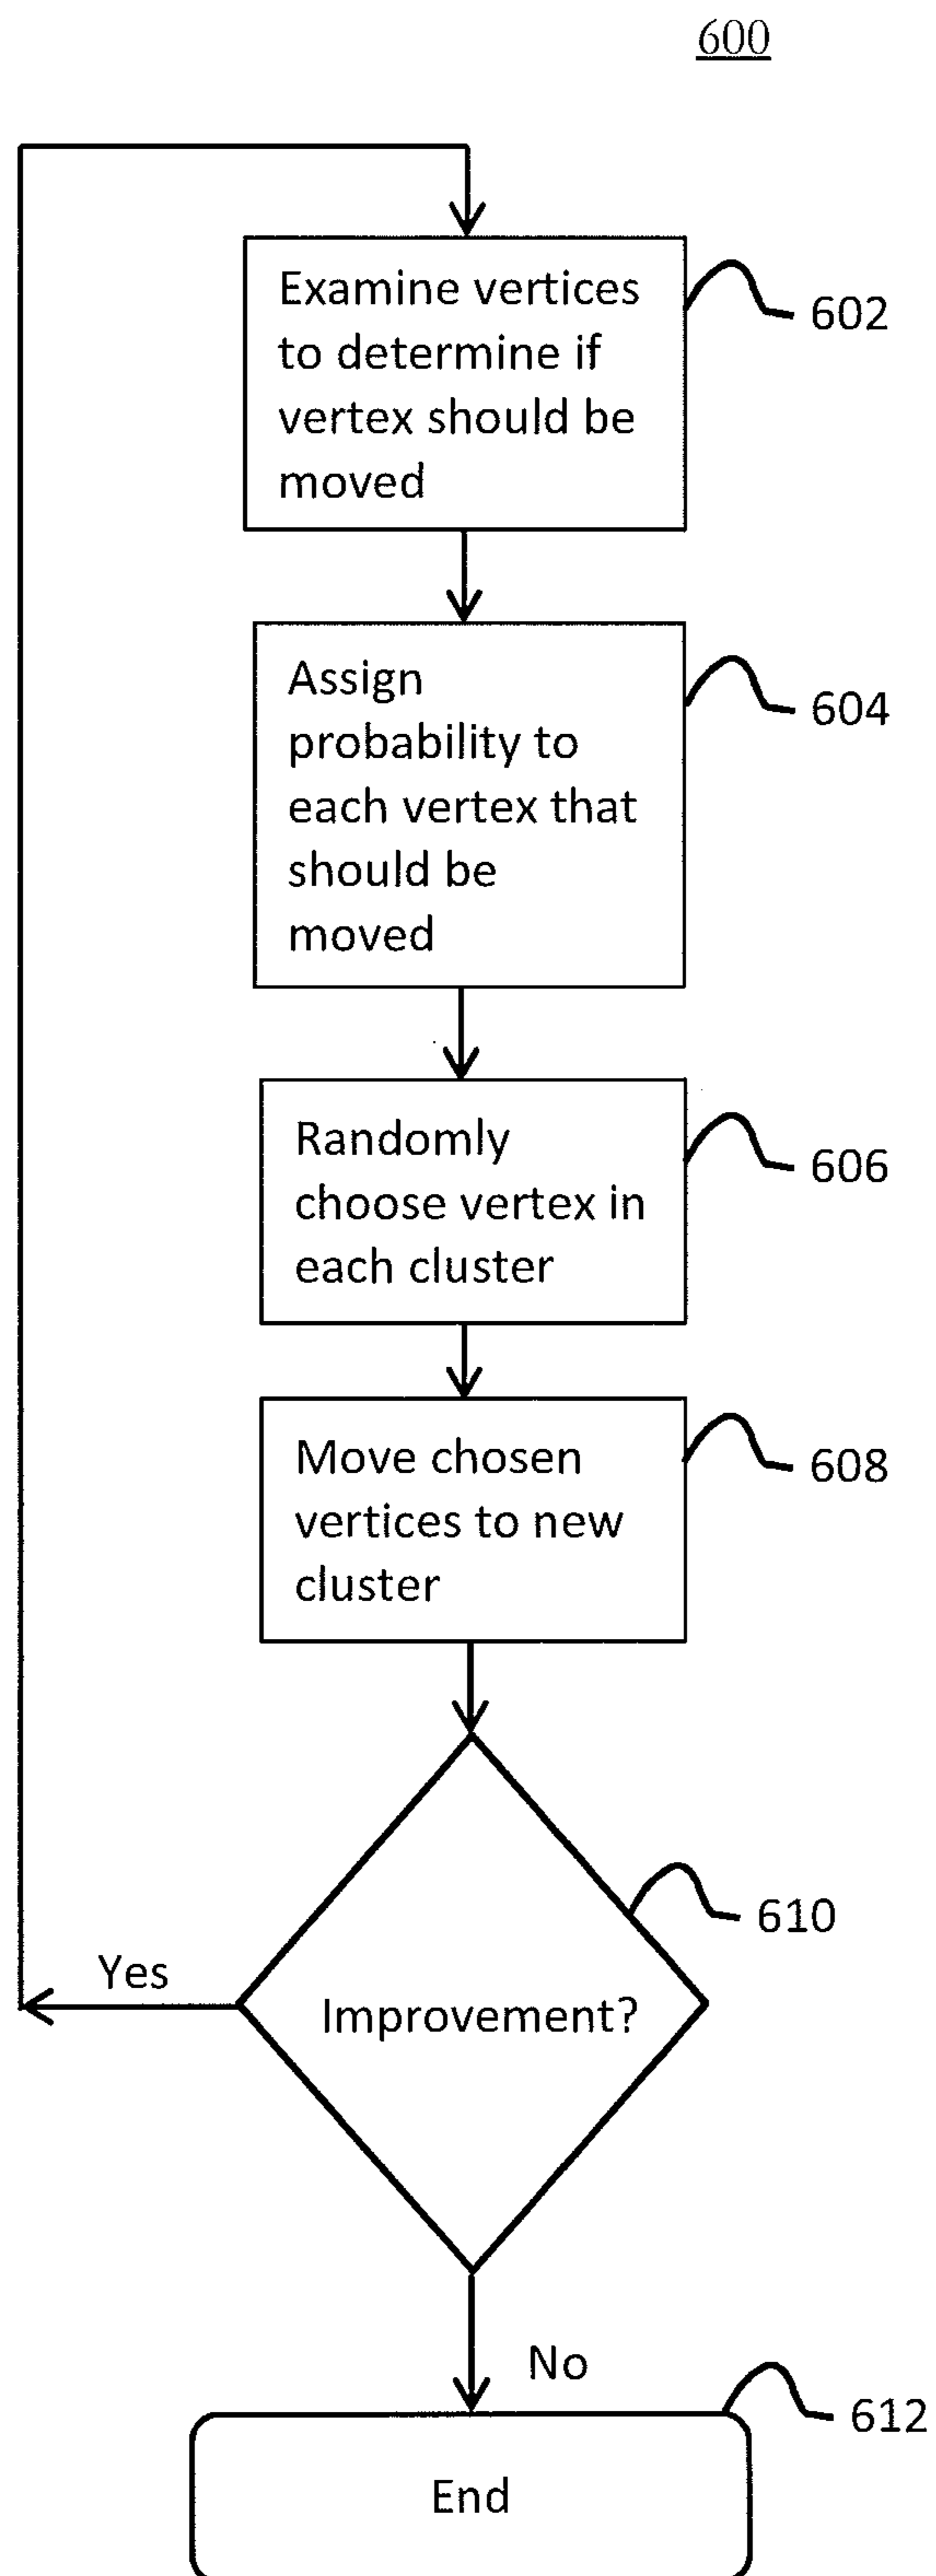 600
Examine vertices
to determine if
vertex should be
moved
602
Assign
probability to
each vertex that
should be
moved
604
Randomly
choose vertex in
each cluster
606
Move chosen
vertices to new
cluster
608
610
Yes
Improvement?
No
612
End